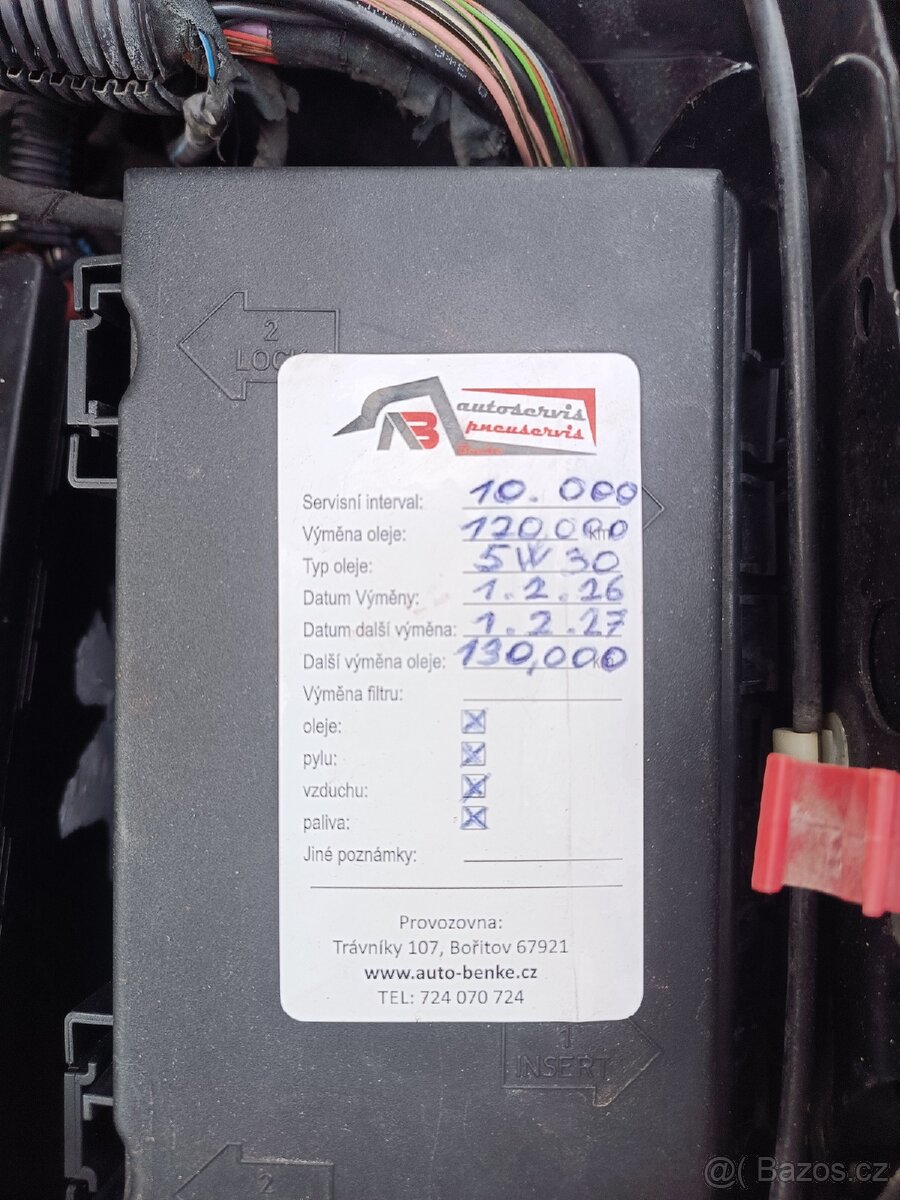 2
LOCK
AB
autoservis
pneuservis
Benke
Servisní interval: 10.000
Výměna oleje: 120,000 km
Typ oleje: 5W30
Datum Výměny: 1.2.26
Datum další výměna: 1.2.27
Další výměna oleje: 130,000 km
Výměna filtru:
oleje: ☒
pylu: ☒
vzduchu: ☒
paliva: ☒
Jiné poznámky:
Provozovna:
Trávníky 107, Bořitov 67921
www.auto-benke.cz
TEL: 724 070 724
1
INSERT
2
@( Bazos.cz